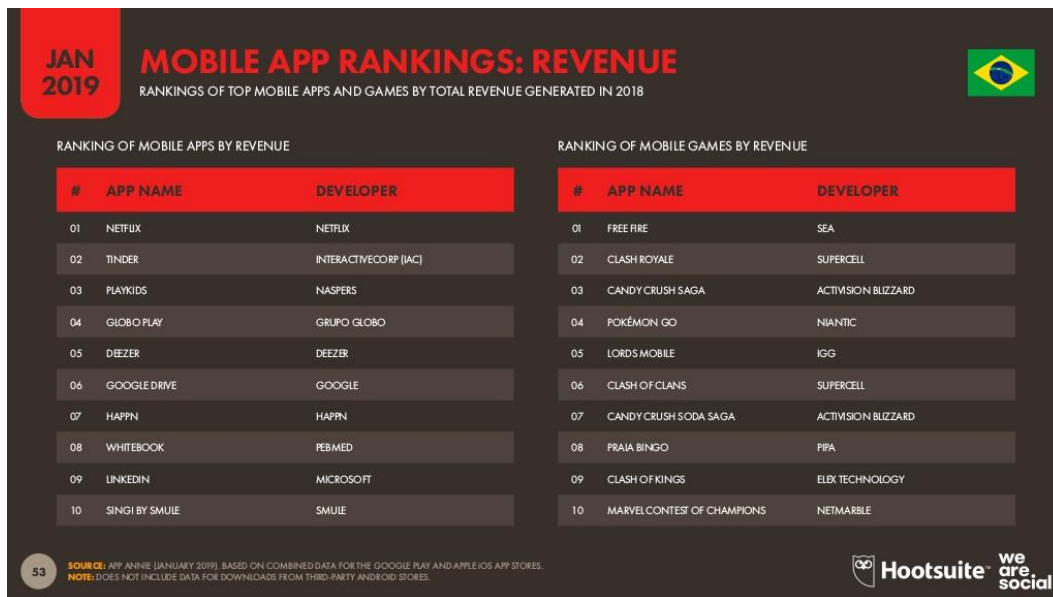 JAN
2019
MOBILE APP RANKINGS: REVENUE
RANKINGS OF TOP MOBILE APPS AND GAMES BY TOTAL REVENUE GENERATED IN 2018
RANKING OF MOBILE APPS BY REVENUE
# APP NAME DEVELOPER
01 NETFLIX NETFLIX
02 TINDER INTERACTIVECORP (IAC)
03 PLAYKIDS NASPERS
04 GLOBO PLAY GRUPO GLOBO
05 DEEZER DEEZER
06 GOOGLE DRIVE GOOGLE
07 HAPPN HAPPN
08 WHITEBOOK PEBMED
09 LINKEDIN MICROSOFT
10 SING! BY SMULE SMULE
RANKING OF MOBILE GAMES BY REVENUE
# APP NAME DEVELOPER
01 FREE FIRE SEA
02 CLASH ROYALE SUPERCELL
03 CANDY CRUSH SAGA ACTIVISION BLIZZARD
04 POKÉMON GO NIANTIC
05 LORDS MOBILE IGG
06 CLASH OF CLANS SUPERCELL
07 CANDY CRUSH SODA SAGA ACTIVISION BLIZZARD
08 PRAIA BINGO PIPA
09 CLASH OF KINGS ELEX TECHNOLOGY
10 MARVEL CONTEST OF CHAMPIONS NETMARBLE
53
SOURCE: APP ANNIE (JANUARY 2019). BASED ON COMBINED DATA FOR THE GOOGLE PLAY AND APPLE iOS APP STORES.
NOTE: DOES NOT INCLUDE DATA FOR DOWNLOADS FROM THIRD-PARTY ANDROID STORES.
Hootsuite™
we
are.
social